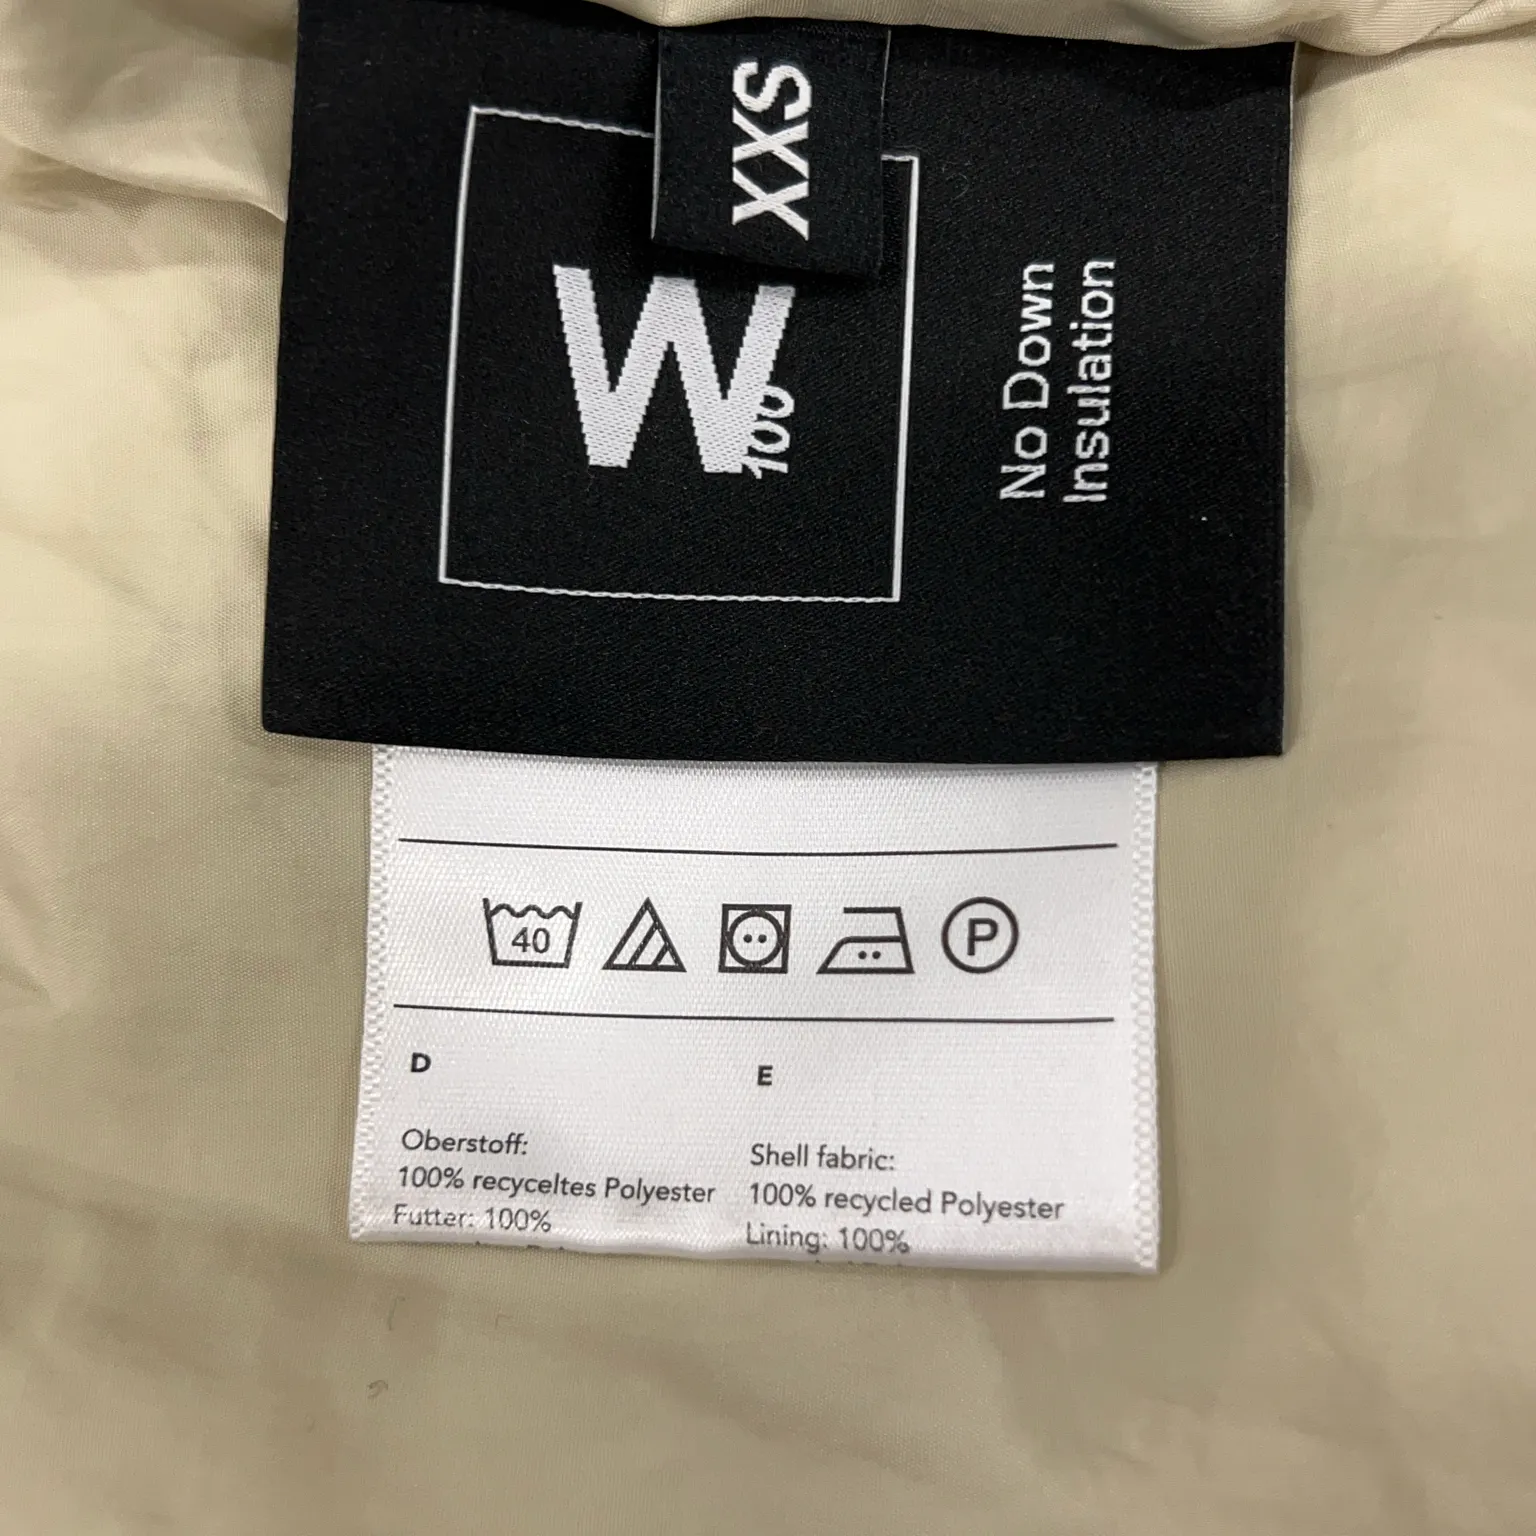 XXS
W
100
No Down
Insulation
40
P
D
Oberstoff:
100% recyceltes Polyester
Futter: 100%
E
Shell fabric:
100% recycled Polyester
Lining: 100%